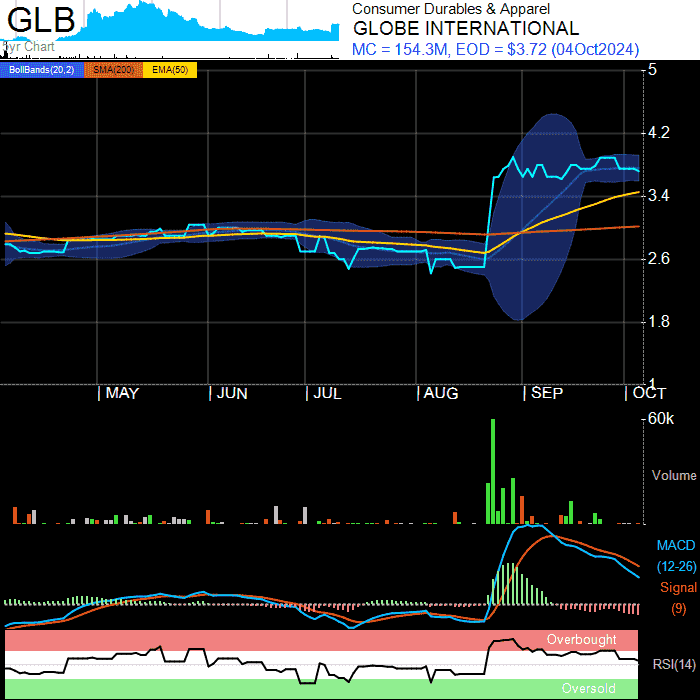 GLB
Consumer Durables & Apparel
GLOBE INTERNATIONAL
5yr Chart
MC = 154.3M, EOD = $3.72 (04Oct2024)
BollBands(20,2) SMA(200) EMA(50)
5
4.2
3.4
2.6
1.8
1
MAY JUN JUL AUG SEP OCT
60k
Volume
MACD
(12-26)
Signal
(9)
Overbought
RSI(14)
Oversold